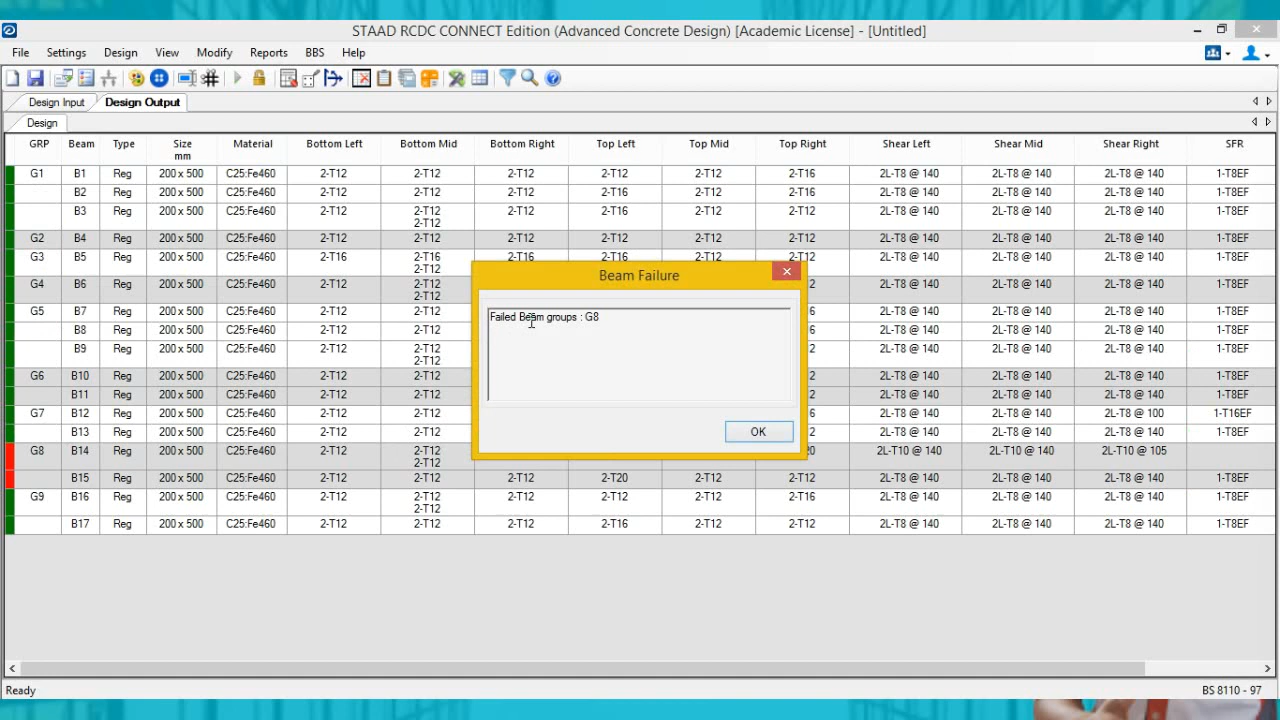 STAAD RCDC CONNECT Edition (Advanced Concrete Design) [Academic License] - [Untitled]
File Settings Design View Modify Reports BBS Help
Design Input Design Output
Design
GRP Beam Type Size mm Material Bottom Left Bottom Mid Bottom Right Top Left Top Mid Top Right Shear Left Shear Mid Shear Right SFR
G1 B1 Reg 200 x 500 C25:Fe460 2-T12 2-T12 2-T12 2-T12 2-T12 2-T16 2L-T8 @ 140 2L-T8 @ 140 2L-T8 @ 140 1-T8EF
B2 Reg 200 x 500 C25:Fe460 2-T12 2-T12 2-T12 2-T16 2-T12 2-T16 2L-T8 @ 140 2L-T8 @ 140 2L-T8 @ 140 1-T8EF
B3 Reg 200 x 500 C25:Fe460 2-T12 2-T12 2-T12 2-T16 2-T12 2-T12 2L-T8 @ 140 2L-T8 @ 140 2L-T8 @ 140 1-T8EF
2-T12
G2 B4 Reg 200 x 500 C25:Fe460 2-T12 2-T12 2-T12 2-T12 2-T12 2-T12 2L-T8 @ 140 2L-T8 @ 140 2L-T8 @ 140 1-T8EF
G3 B5 Reg 200 x 500 C25:Fe460 2-T16 2-T16 2-T16 2-T16 2-T12 2-T12 2L-T8 @ 140 2L-T8 @ 140 2L-T8 @ 140 1-T8EF
2-T12
G4 B6 Reg 200 x 500 C25:Fe460 2-T12 2-T12 2 2L-T8 @ 140 2L-T8 @ 140 2L-T8 @ 140 1-T8EF
2-T12
G5 B7 Reg 200 x 500 C25:Fe460 2-T12 2-T12 6 2L-T8 @ 140 2L-T8 @ 140 2L-T8 @ 140 1-T8EF
B8 Reg 200 x 500 C25:Fe460 2-T12 2-T12 6 2L-T8 @ 140 2L-T8 @ 140 2L-T8 @ 140 1-T8EF
B9 Reg 200 x 500 C25:Fe460 2-T12 2-T12 2 2L-T8 @ 140 2L-T8 @ 140 2L-T8 @ 140 1-T8EF
2-T12
G6 B10 Reg 200 x 500 C25:Fe460 2-T12 2-T12 2 2L-T8 @ 140 2L-T8 @ 140 2L-T8 @ 140 1-T8EF
B11 Reg 200 x 500 C25:Fe460 2-T12 2-T12 2 2L-T8 @ 140 2L-T8 @ 140 2L-T8 @ 140 1-T8EF
G7 B12 Reg 200 x 500 C25:Fe460 2-T12 2-T12 6 2L-T8 @ 140 2L-T8 @ 140 2L-T8 @ 100 1-T16EF
B13 Reg 200 x 500 C25:Fe460 2-T12 2-T12 2 2L-T8 @ 140 2L-T8 @ 140 2L-T8 @ 140 1-T8EF
G8 B14 Reg 200 x 500 C25:Fe460 2-T12 2-T12 0 2L-T10 @ 140 2L-T10 @ 140 2L-T10 @ 105
2-T12
B15 Reg 200 x 500 C25:Fe460 2-T12 2-T12 2-T12 2-T20 2-T12 2-T12 2L-T8 @ 140 2L-T8 @ 140 2L-T8 @ 140 1-T8EF
G9 B16 Reg 200 x 500 C25:Fe460 2-T12 2-T12 2-T12 2-T12 2-T12 2-T16 2L-T8 @ 140 2L-T8 @ 140 2L-T8 @ 140 1-T8EF
2-T12
B17 Reg 200 x 500 C25:Fe460 2-T12 2-T12 2-T12 2-T16 2-T12 2-T12 2L-T8 @ 140 2L-T8 @ 140 2L-T8 @ 140 1-T8EF
Beam Failure
Failed Beam groups : G8
OK
Ready BS 8110 - 97